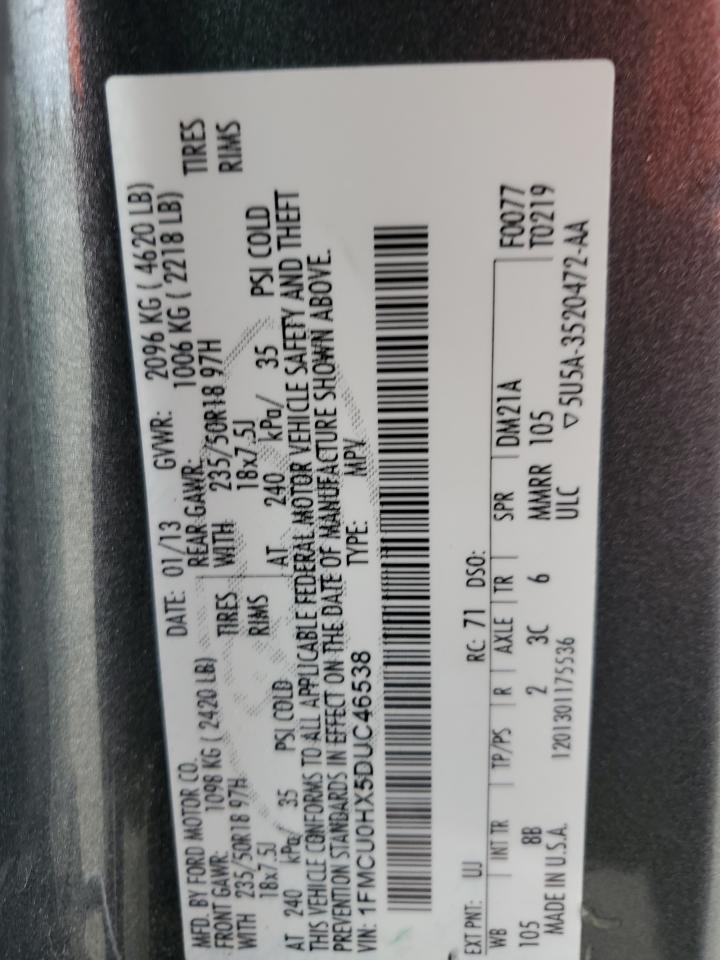 MFD. BY FORD MOTOR CO.
DATE: 01/13 GVWR: 2096 KG ( 4620 LB)
FRONT GAWR: 1098 KG ( 2420 LB)
REAR GAWR: 1006 KG ( 2218 LB)
WITH 235/50R18 97H TIRES
WITH 235/50R18 97H TIRES
18x7.5J RIMS
18x7.5J RIMS
AT 240 kPa/ 35 PSI COLD
AT 240 kPa/ 35 PSI COLD
THIS VEHICLE CONFORMS TO ALL APPLICABLE FEDERAL MOTOR VEHICLE SAFETY AND THEFT
PREVENTION STANDARDS IN EFFECT ON THE DATE OF MANUFACTURE SHOWN ABOVE.
VIN: 1FMCU0HX5DUC46538 TYPE: MPV
EXT PNT: UJ RC: 71 DSO: F0077
WB INT TR TP/PS R AXLE TR SPR DM21A T0219
105 8B 2 3C 6 MMRR 105
MADE IN U.S.A. 1201301175536 ULC ▽5U5A-3520472-AA